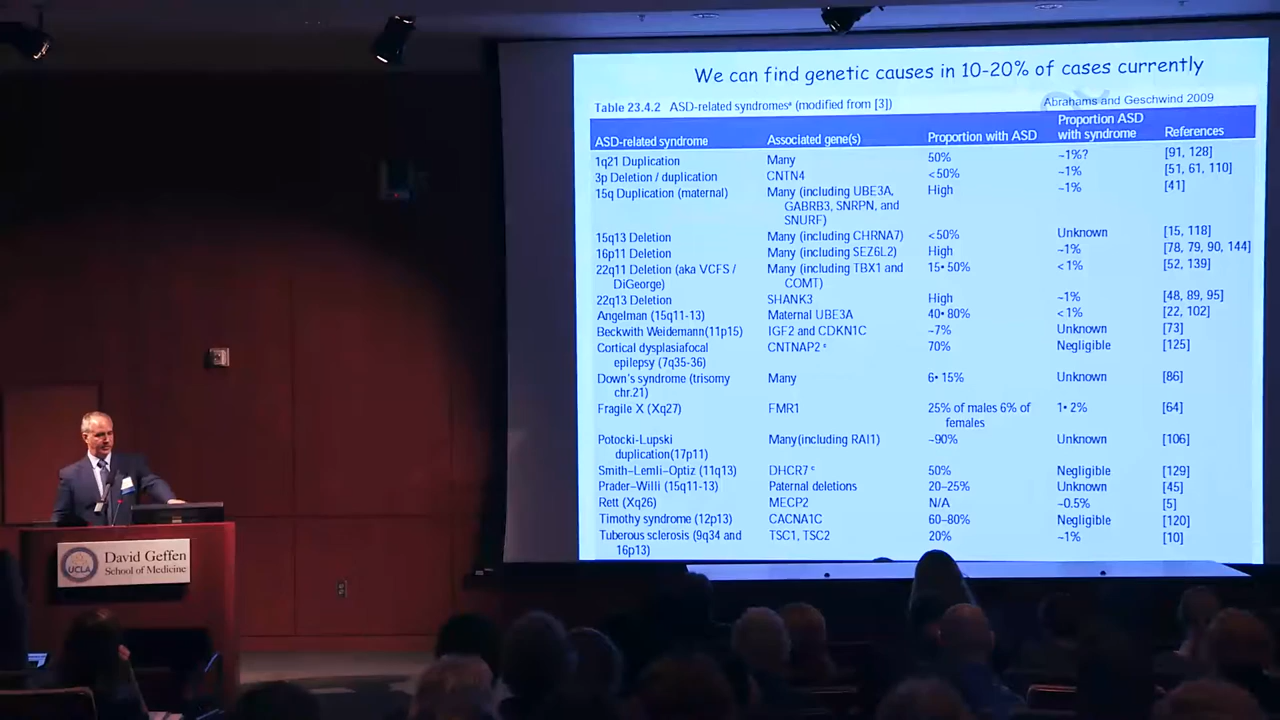 We can find genetic causes in 10-20% of cases currently
Table 23.4.2 ASD-related syndromesᵃ (modified from [3]) Abrahams and Geschwind 2009
ASD-related syndrome Associated gene(s) Proportion with ASD Proportion ASD with syndrome References
1q21 Duplication Many 50% ~1%? [91, 128]
3p Deletion / duplication CNTN4 <50% ~1% [51, 61, 110]
15q Duplication (maternal) Many (including UBE3A, High ~1% [41]
GABRB3, SNRPN, and
SNURF)
15q13 Deletion Many (including CHRNA7) <50% Unknown [15, 118]
16p11 Deletion Many (including SEZ6L2) High ~1% [78, 79, 90, 144]
22q11 Deletion (aka VCFS / Many (including TBX1 and 15•50% <1% [52, 139]
DiGeorge) COMT)
22q13 Deletion SHANK3 High ~1% [48, 89, 95]
Angelman (15q11-13) Maternal UBE3A 40•80% <1% [22, 102]
Beckwith Weidemann(11p15) IGF2 and CDKN1C ~7% Unknown [73]
Cortical dysplasiafocal CNTNAP2 ᶜ 70% Negligible [125]
epilepsy (7q35-36)
Down's syndrome (trisomy Many 6•15% Unknown [86]
chr.21)
Fragile X (Xq27) FMR1 25% of males 6% of 1•2% [64]
females
Potocki-Lupski Many(including RAI1) ~90% Unknown [106]
duplication(17p11)
Smith–Lemli–Optiz (11q13) DHCR7 ᶜ 50% Negligible [129]
Prader–Willi (15q11-13) Paternal deletions 20–25% Unknown [45]
Rett (Xq26) MECP2 N/A ~0.5% [5]
Timothy syndrome (12p13) CACNA1C 60–80% Negligible [120]
Tuberous sclerosis (9q34 and TSC1, TSC2 20% ~1% [10]
16p13)
UCLA
David Geffen
School of Medicine